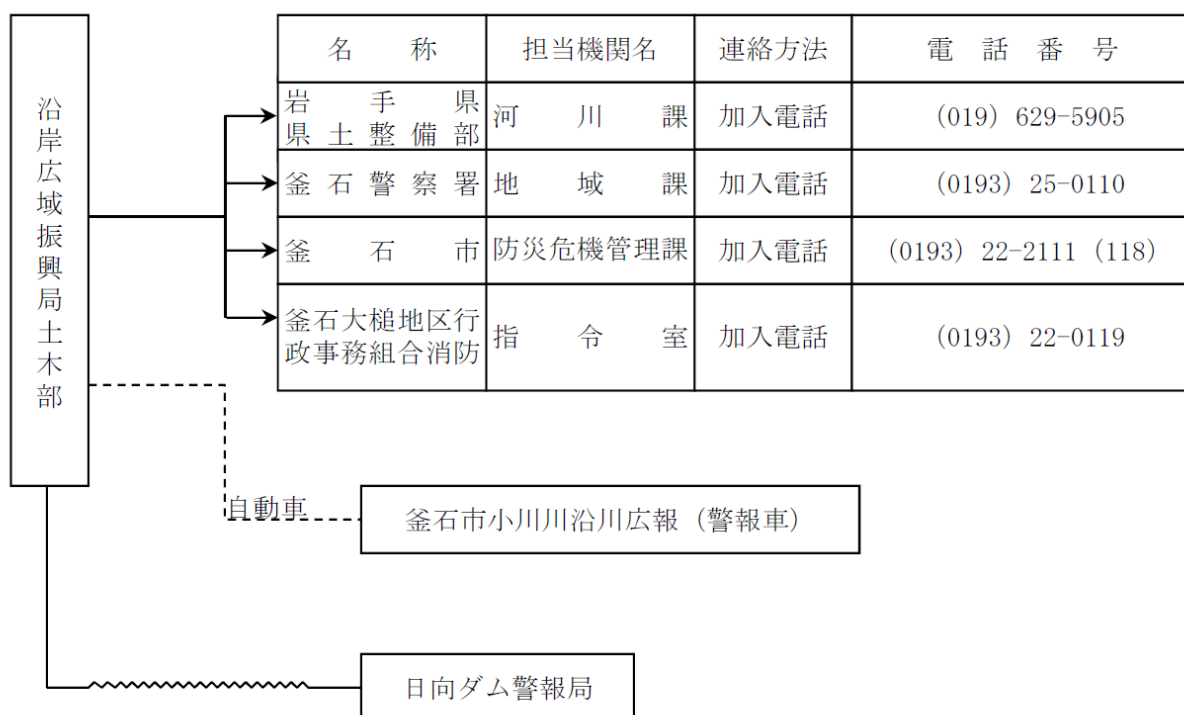 沿岸広域振興局土木部
名称 担当機関名 連絡方法 電話番号
岩手県
県土整備部 河川課 加入電話 (019) 629-5905
釜石警察署 地域課 加入電話 (0193) 25-0110
釜石市 防災危機管理課 加入電話 (0193) 22-2111 (118)
釜石大槌地区行
政事務組合消防 指令室 加入電話 (0193) 22-0119
自動車
釜石市小川川沿川広報（警報車）
日向ダム警報局